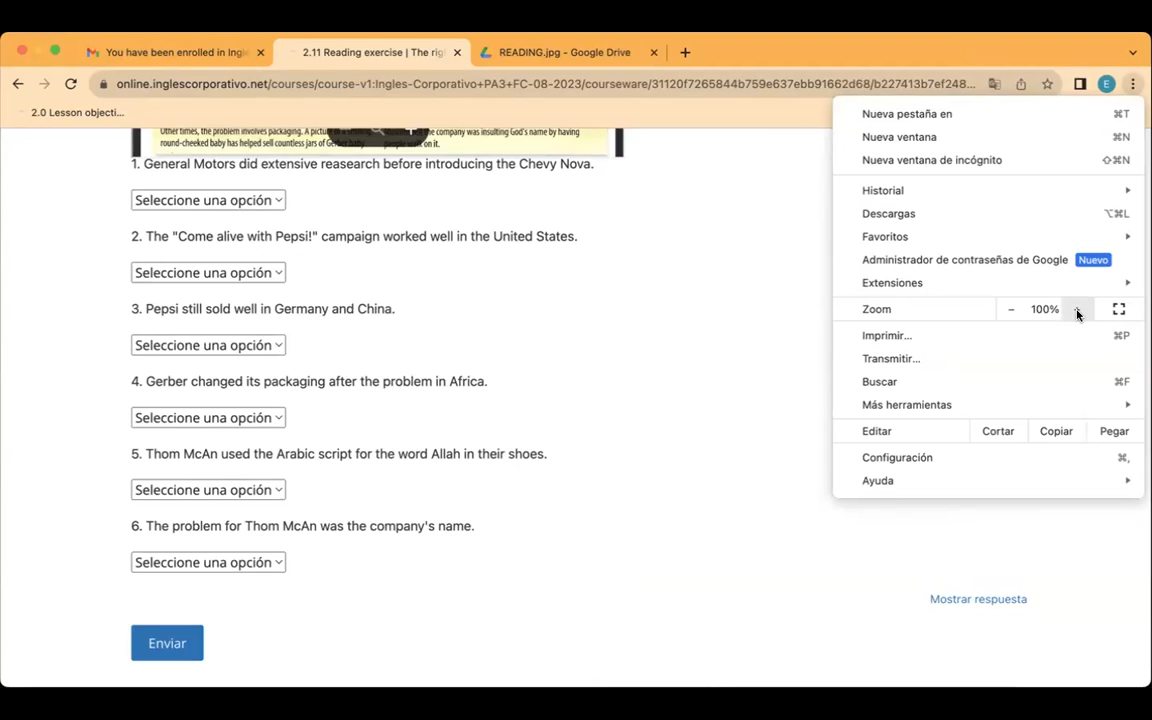 You have been enrolled in Ingle
2.11 Reading exercise | The rig
READING.jpg - Google Drive
online.inglescorporativo.net/courses/course-v1:Ingles-Corporativo+PA3+FC-08-2023/courseware/31120f7265844b759e637ebb91662d68/b227413b7ef248...
E
2.0 Lesson objecti...
Other times, the problem involves packaging. A picture
round-cheeked baby has helped sell countless jars of Gerber baby
the company was insulting God's name by having
people walk on it.
1. General Motors did extensive reasearch before introducing the Chevy Nova.
Seleccione una opción
2. The "Come alive with Pepsi!" campaign worked well in the United States.
Seleccione una opción
3. Pepsi still sold well in Germany and China.
Seleccione una opción
4. Gerber changed its packaging after the problem in Africa.
Seleccione una opción
5. Thom McAn used the Arabic script for the word Allah in their shoes.
Seleccione una opción
6. The problem for Thom McAn was the company's name.
Seleccione una opción
Mostrar respuesta
Enviar
Nueva pestaña en ⌘T
Nueva ventana ⌘N
Nueva ventana de incógnito ⇧⌘N
Historial
Descargas ⌥⌘L
Favoritos
Administrador de contraseñas de Google Nuevo
Extensiones
Zoom − 100%
Imprimir... ⌘P
Transmitir...
Buscar ⌘F
Más herramientas
Editar Cortar Copiar Pegar
Configuración ⌘,
Ayuda